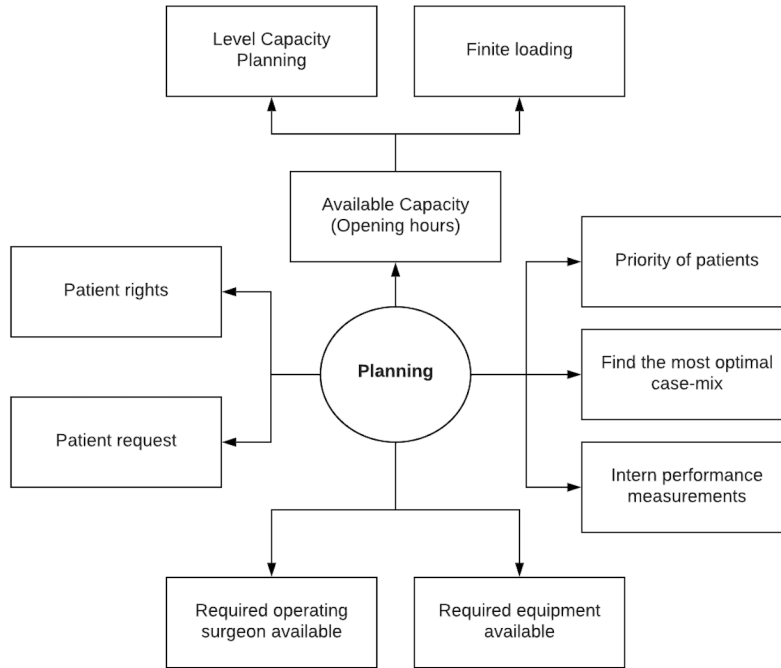 Level Capacity
Planning
Finite loading
Available Capacity
(Opening hours)
Patient rights
Priority of patients
Planning
Find the most optimal
case-mix
Patient request
Intern performance
measurements
Required operating
surgeon available
Required equipment
available